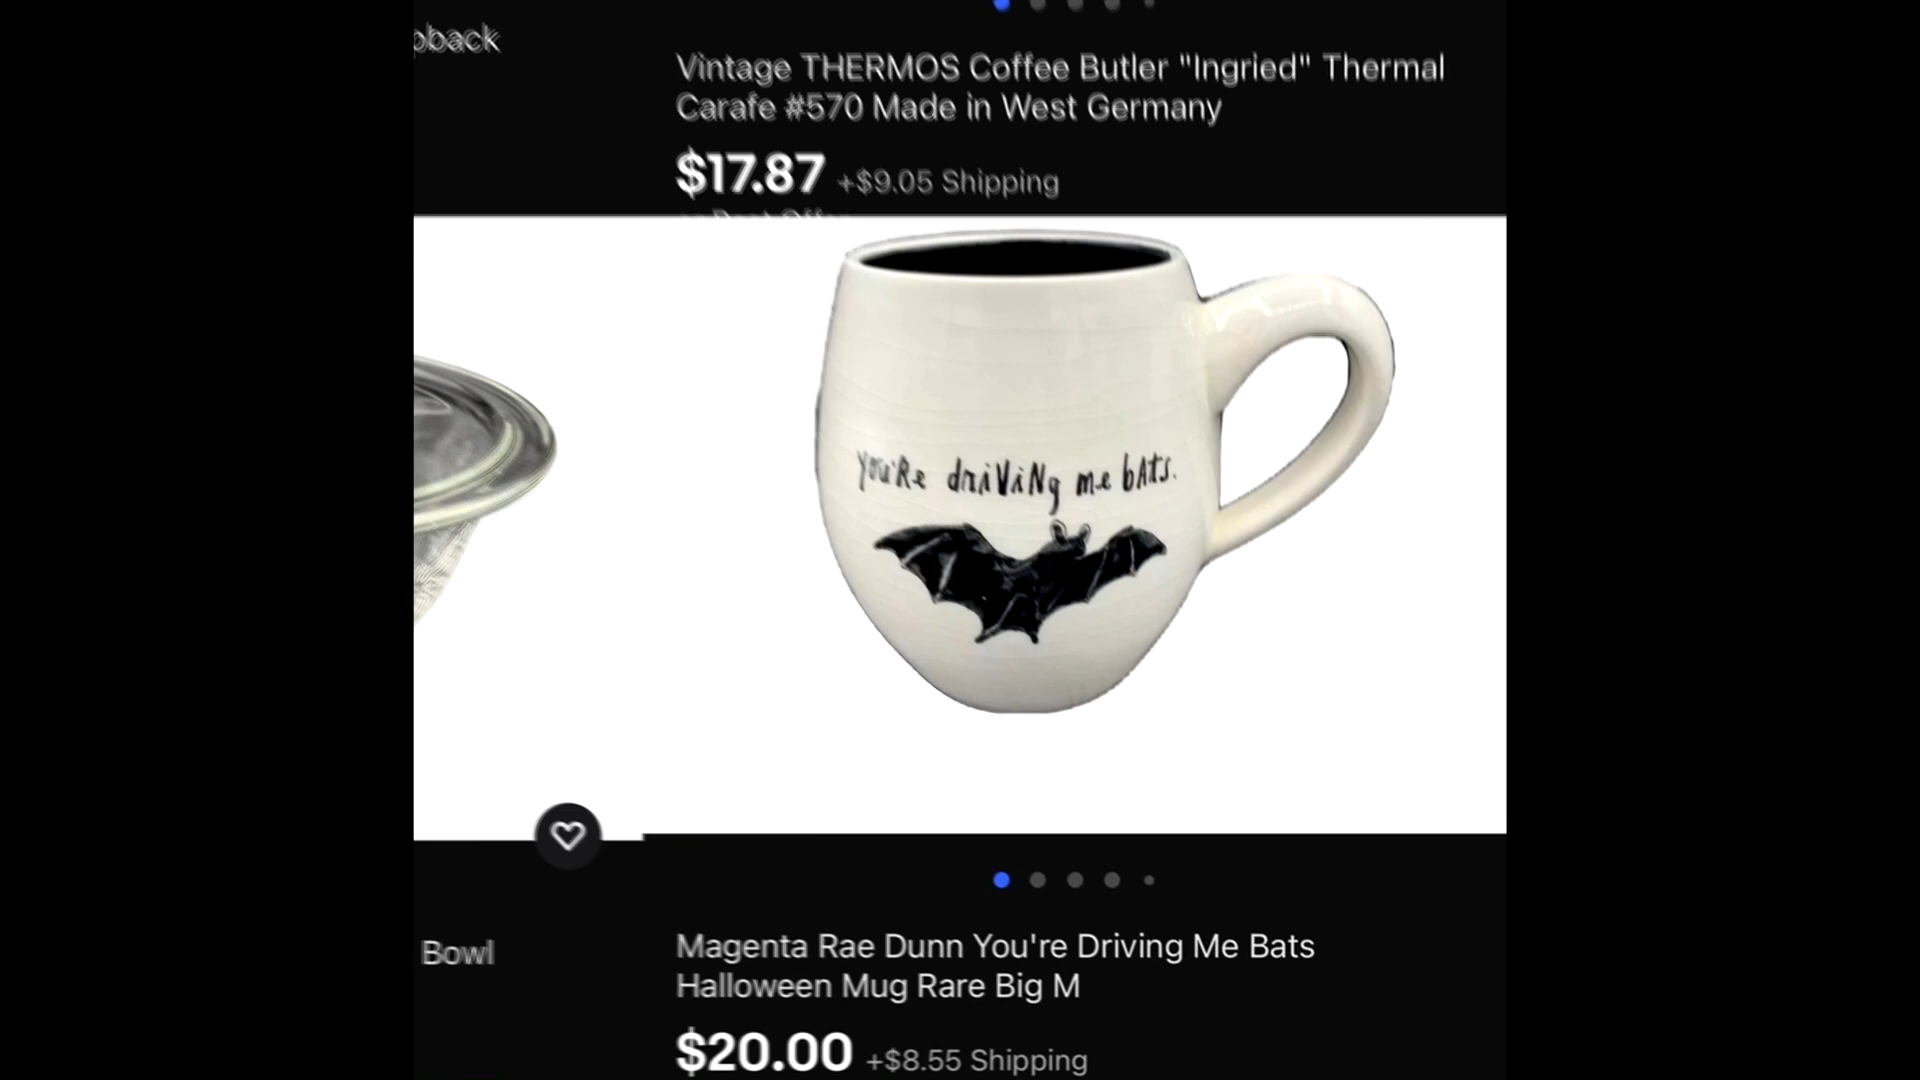 Vintage THERMOS Coffee Butler "Ingried" Thermal
Carafe #570 Made in West Germany
$17.87 +$9.05 Shipping
you're driving me bats.
Bowl
Magenta Rae Dunn You're Driving Me Bats
Halloween Mug Rare Big M
$20.00 +$8.55 Shipping